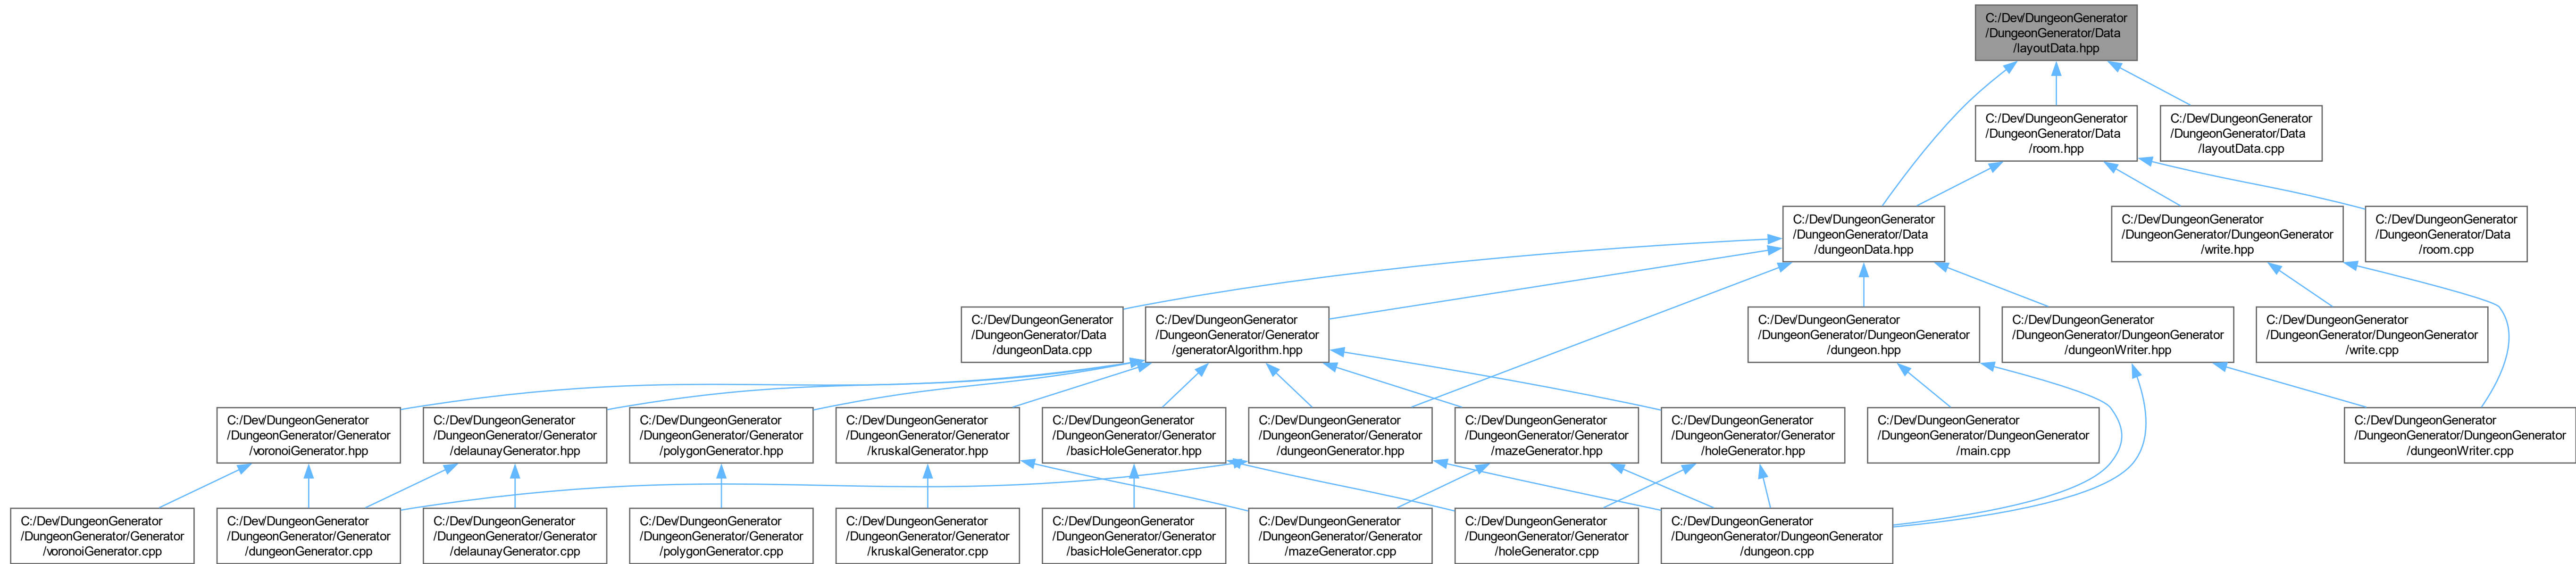 C:/Dev/DungeonGenerator
/DungeonGenerator/Data
/layoutData.hpp
C:/Dev/DungeonGenerator
/DungeonGenerator/Data
/room.hpp
C:/Dev/DungeonGenerator
/DungeonGenerator/Data
/layoutData.cpp
C:/Dev/DungeonGenerator
/DungeonGenerator/Data
/dungeonData.hpp
C:/Dev/DungeonGenerator
/DungeonGenerator/DungeonGenerator
/write.hpp
C:/Dev/DungeonGenerator
/DungeonGenerator/Data
/room.cpp
C:/Dev/DungeonGenerator
/DungeonGenerator/Data
/dungeonData.cpp
C:/Dev/DungeonGenerator
/DungeonGenerator/Generator
/generatorAlgorithm.hpp
C:/Dev/DungeonGenerator
/DungeonGenerator/DungeonGenerator
/dungeon.hpp
C:/Dev/DungeonGenerator
/DungeonGenerator/DungeonGenerator
/dungeonWriter.hpp
C:/Dev/DungeonGenerator
/DungeonGenerator/DungeonGenerator
/write.cpp
C:/Dev/DungeonGenerator
/DungeonGenerator/Generator
/voronoiGenerator.hpp
C:/Dev/DungeonGenerator
/DungeonGenerator/Generator
/delaunayGenerator.hpp
C:/Dev/DungeonGenerator
/DungeonGenerator/Generator
/polygonGenerator.hpp
C:/Dev/DungeonGenerator
/DungeonGenerator/Generator
/kruskalGenerator.hpp
C:/Dev/DungeonGenerator
/DungeonGenerator/Generator
/basicHoleGenerator.hpp
C:/Dev/DungeonGenerator
/DungeonGenerator/Generator
/dungeonGenerator.hpp
C:/Dev/DungeonGenerator
/DungeonGenerator/Generator
/mazeGenerator.hpp
C:/Dev/DungeonGenerator
/DungeonGenerator/Generator
/holeGenerator.hpp
C:/Dev/DungeonGenerator
/DungeonGenerator/DungeonGenerator
/main.cpp
C:/Dev/DungeonGenerator
/DungeonGenerator/DungeonGenerator
/dungeonWriter.cpp
C:/Dev/DungeonGenerator
/DungeonGenerator/Generator
/voronoiGenerator.cpp
C:/Dev/DungeonGenerator
/DungeonGenerator/Generator
/dungeonGenerator.cpp
C:/Dev/DungeonGenerator
/DungeonGenerator/Generator
/delaunayGenerator.cpp
C:/Dev/DungeonGenerator
/DungeonGenerator/Generator
/polygonGenerator.cpp
C:/Dev/DungeonGenerator
/DungeonGenerator/Generator
/kruskalGenerator.cpp
C:/Dev/DungeonGenerator
/DungeonGenerator/Generator
/basicHoleGenerator.cpp
C:/Dev/DungeonGenerator
/DungeonGenerator/Generator
/mazeGenerator.cpp
C:/Dev/DungeonGenerator
/DungeonGenerator/Generator
/holeGenerator.cpp
C:/Dev/DungeonGenerator
/DungeonGenerator/DungeonGenerator
/dungeon.cpp